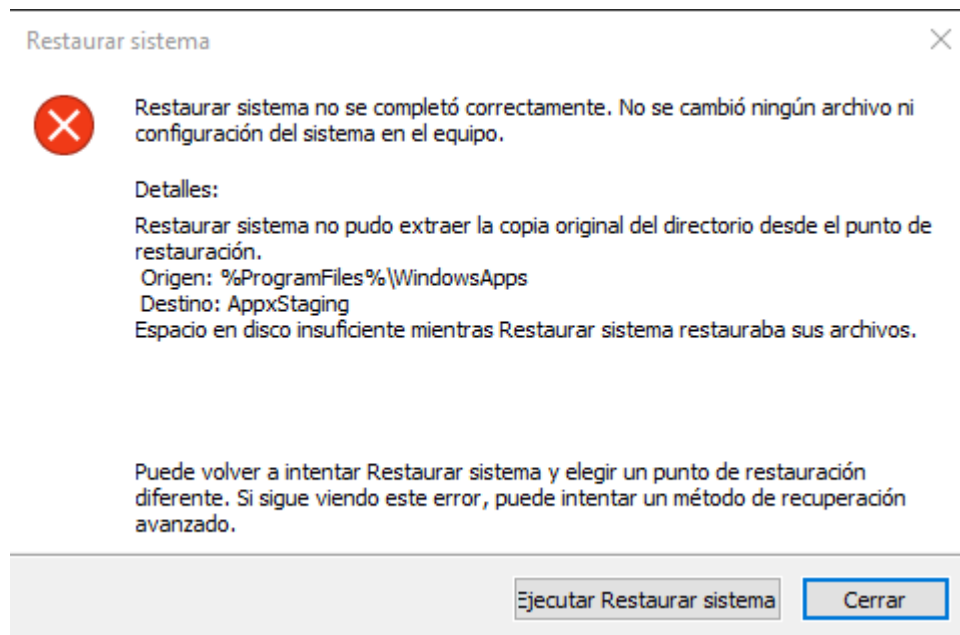 Restaurar sistema
Restaurar sistema no se completó correctamente. No se cambió ningún archivo ni
configuración del sistema en el equipo.
Detalles:
Restaurar sistema no pudo extraer la copia original del directorio desde el punto de
restauración.
Origen: %ProgramFiles%\WindowsApps
Destino: AppxStaging
Espacio en disco insuficiente mientras Restaurar sistema restauraba sus archivos.
Puede volver a intentar Restaurar sistema y elegir un punto de restauración
diferente. Si sigue viendo este error, puede intentar un método de recuperación
avanzado.
Ejecutar Restaurar sistema
Cerrar